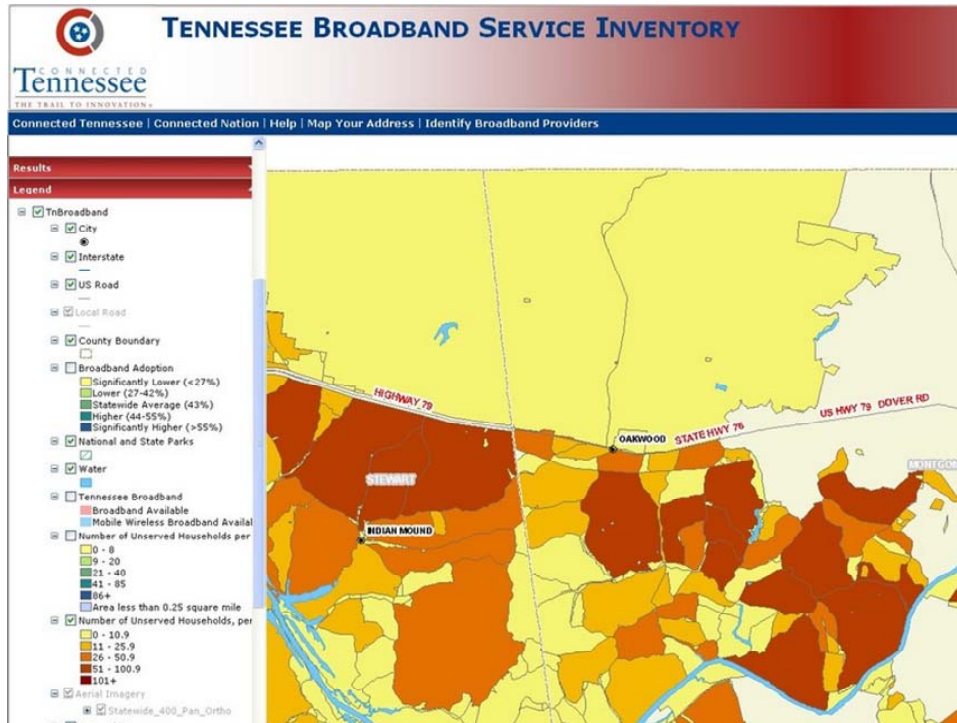 TENNESSEE BROADBAND SERVICE INVENTORY
CONNECTED
Tennessee
THE TRAIL TO INNOVATION
Connected Tennessee | Connected Nation | Help | Map Your Address | Identify Broadband Providers
Results
Legend
TnBroadband
City
Interstate
US Road
Local Road
County Boundary
Broadband Adoption
Significantly Lower (<27%)
Lower (27-42%)
Statewide Average (43%)
Higher (44-55%)
Significantly Higher (>55%)
National and State Parks
Water
Tennessee Broadband
Broadband Available
Mobile Wireless Broadband Availal
Number of Unserved Households per
0 - 8
9 - 20
21 - 40
41 - 85
86+
Area less than 0.25 square mile
Number of Unserved Households, per
0 - 10.9
11 - 25.9
26 - 50.9
51 - 100.9
101+
Aerial Imagery
Statewide_400_Pan_Ortho
HIGHWAY 79
US HWY 79 DOVER RD
OAKWOOD
STATE HWY 76
MONTGOM
STEWART
INDIAN MOUND